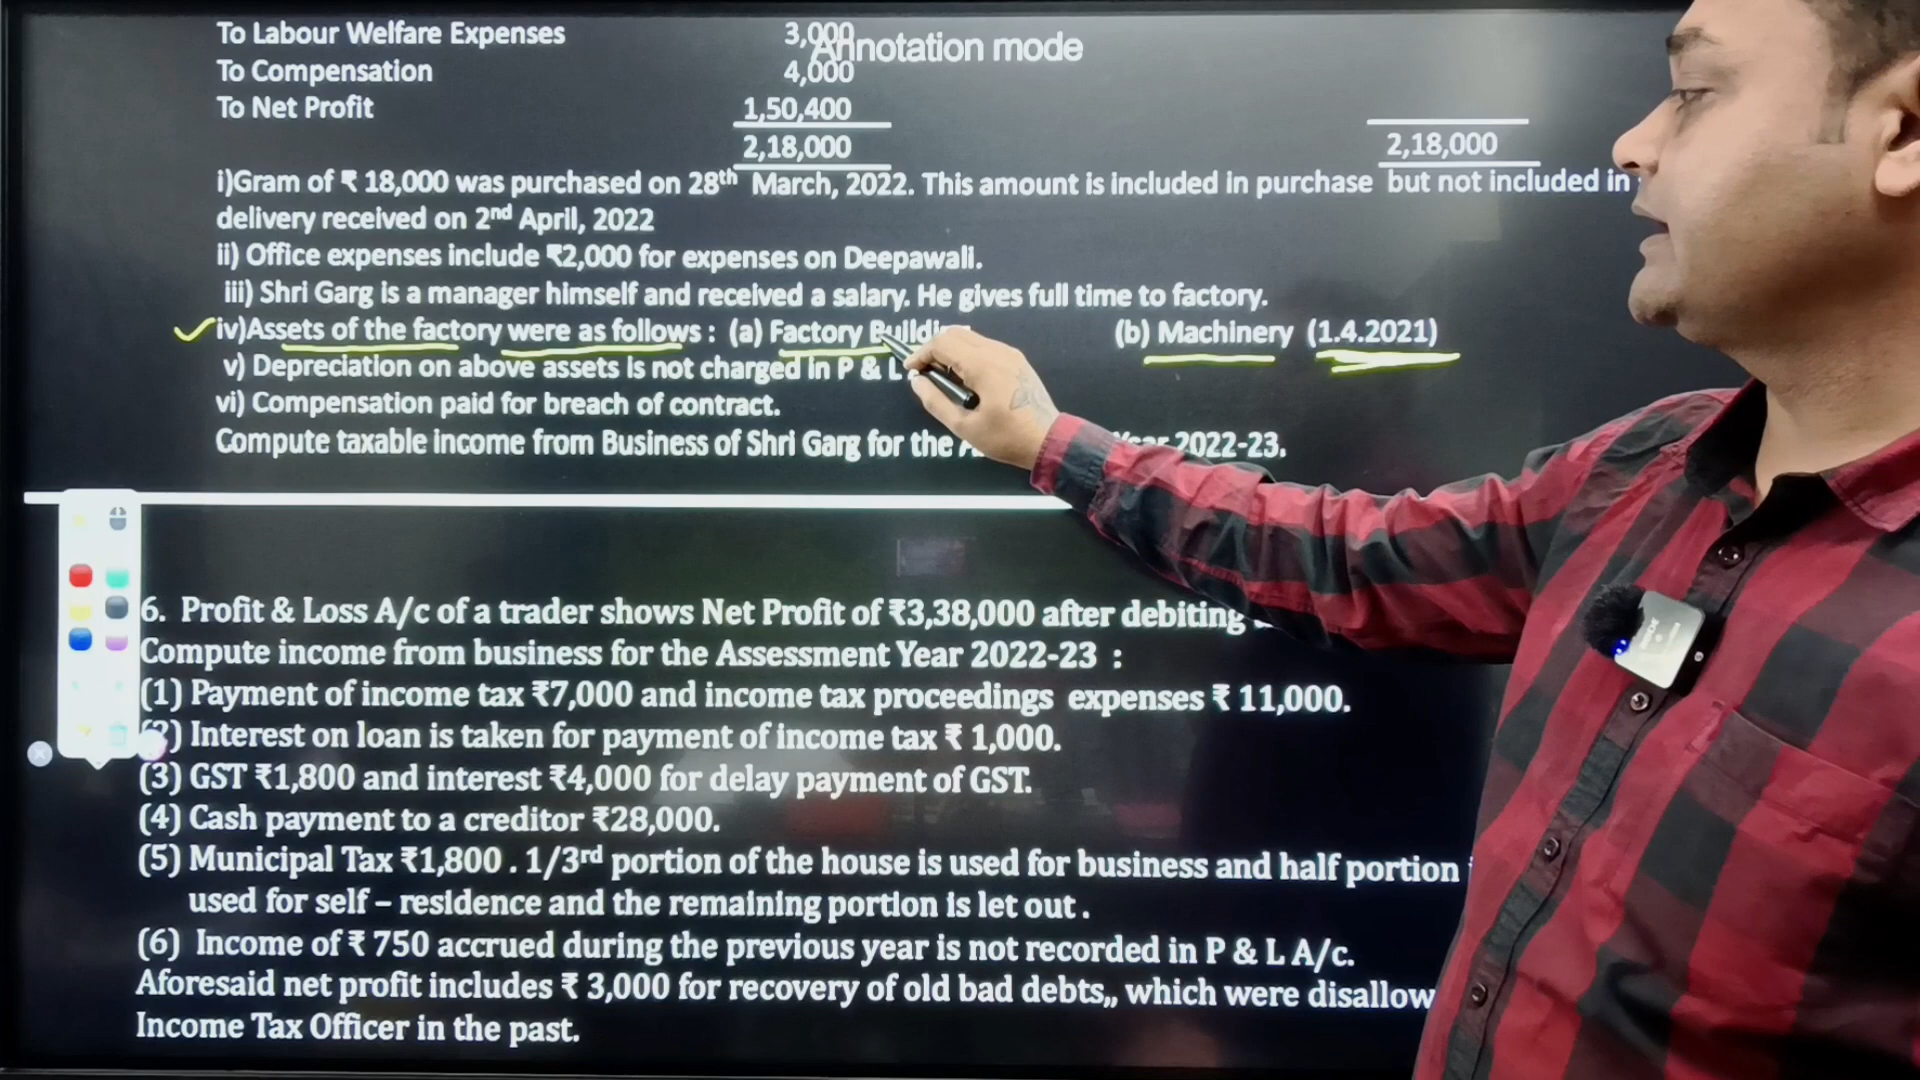 To Labour Welfare Expenses 3,000
Annotation mode
To Compensation 4,000
To Net Profit 1,50,400
2,18,000 2,18,000
i)Gram of ₹ 18,000 was purchased on 28th March, 2022. This amount is included in purchase but not included in
delivery received on 2nd April, 2022
ii) Office expenses include ₹2,000 for expenses on Deepawali.
iii) Shri Garg is a manager himself and received a salary. He gives full time to factory.
iv)Assets of the factory were as follows : (a) Factory (b) Machinery (1.4.2021)
v) Depreciation on above assets is not charged in P & L
vi) Compensation paid for breach of contract.
Compute taxable income from Business of Shri Garg for the 2022-23.
6. Profit & Loss A/c of a trader shows Net Profit of ₹3,38,000 after debiting
Compute income from business for the Assessment Year 2022-23 :
(1) Payment of income tax ₹7,000 and income tax proceedings expenses ₹ 11,000.
(2) Interest on loan is taken for payment of income tax ₹ 1,000.
(3) GST ₹1,800 and interest ₹4,000 for delay payment of GST.
(4) Cash payment to a creditor ₹28,000.
(5) Municipal Tax ₹1,800 . 1/3rd portion of the house is used for business and half portion
used for self – residence and the remaining portion is let out .
(6) Income of ₹ 750 accrued during the previous year is not recorded in P & L A/c.
Aforesaid net profit includes ₹ 3,000 for recovery of old bad debts,, which were disallow
Income Tax Officer in the past.